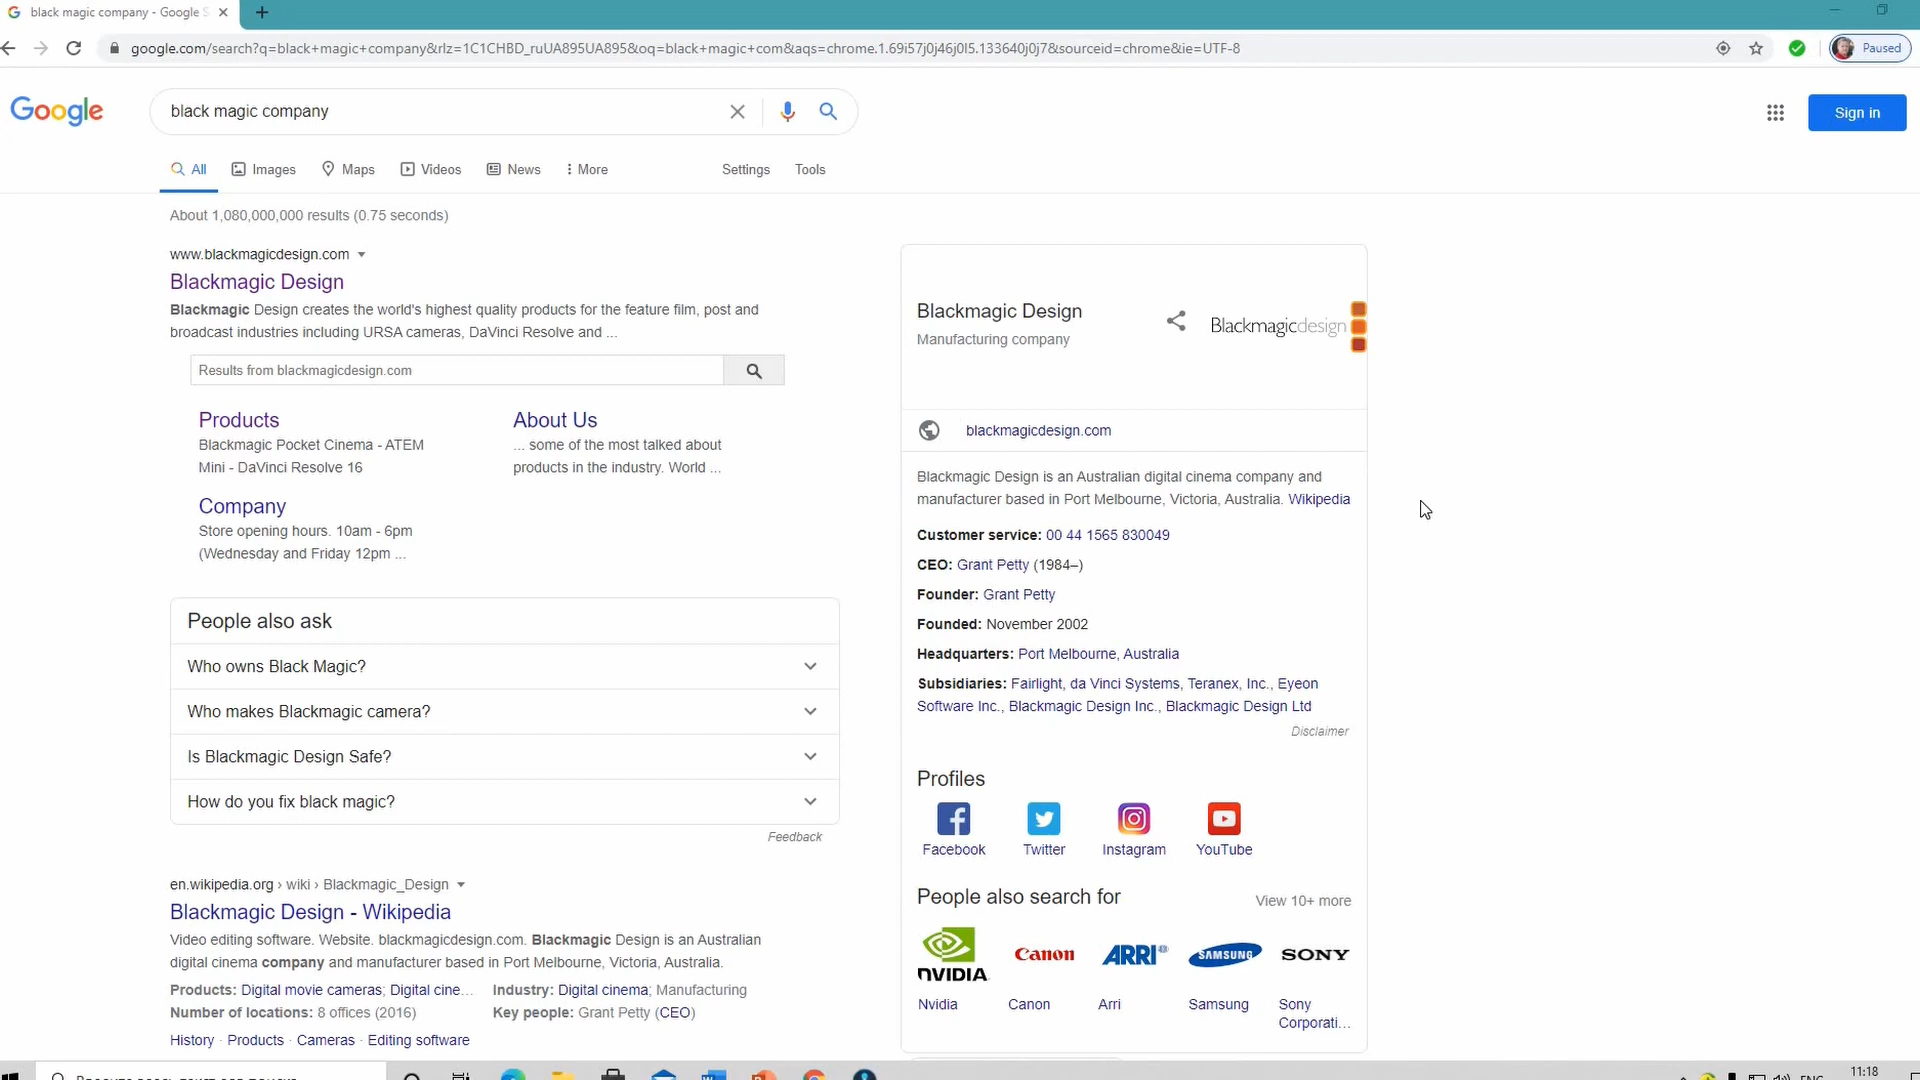 black magic company - Google S
google.com/search?q=black+magic+company&rlz=1C1CHBD_ruUA895UA895&oq=black+magic+com&aqs=chrome.1.69i57j0j46j0l5.133640j0j7&sourceid=chrome&ie=UTF-8
Paused
Google
black magic company
Sign in
All Images Maps Videos News More Settings Tools
About 1,080,000,000 results (0.75 seconds)
www.blackmagicdesign.com
Blackmagic Design
Blackmagic Design creates the world's highest quality products for the feature film, post and
broadcast industries including URSA cameras, DaVinci Resolve and ...
Results from blackmagicdesign.com
Products
Blackmagic Pocket Cinema - ATEM
Mini - DaVinci Resolve 16
About Us
... some of the most talked about
products in the industry. World ...
Company
Store opening hours. 10am - 6pm
(Wednesday and Friday 12pm ...
People also ask
Who owns Black Magic?
Who makes Blackmagic camera?
Is Blackmagic Design Safe?
How do you fix black magic?
Feedback
en.wikipedia.org › wiki › Blackmagic_Design
Blackmagic Design - Wikipedia
Video editing software. Website. blackmagicdesign.com. Blackmagic Design is an Australian
digital cinema company and manufacturer based in Port Melbourne, Victoria, Australia.
Products: Digital movie cameras; Digital cine... Industry: Digital cinema; Manufacturing
Number of locations: 8 offices (2016) Key people: Grant Petty (CEO)
History · Products · Cameras · Editing software
Blackmagic Design
Manufacturing company
Blackmagicdesign
blackmagicdesign.com
Blackmagic Design is an Australian digital cinema company and
manufacturer based in Port Melbourne, Victoria, Australia. Wikipedia
Customer service: 00 44 1565 830049
CEO: Grant Petty (1984–)
Founder: Grant Petty
Founded: November 2002
Headquarters: Port Melbourne, Australia
Subsidiaries: Fairlight, da Vinci Systems, Teranex, Inc., Eyeon
Software Inc., Blackmagic Design Inc., Blackmagic Design Ltd
Disclaimer
Profiles
Facebook Twitter Instagram YouTube
People also search for
View 10+ more
NVIDIA Canon ARRI SAMSUNG SONY
Nvidia Canon Arri Samsung Sony
Corporati...
11:18